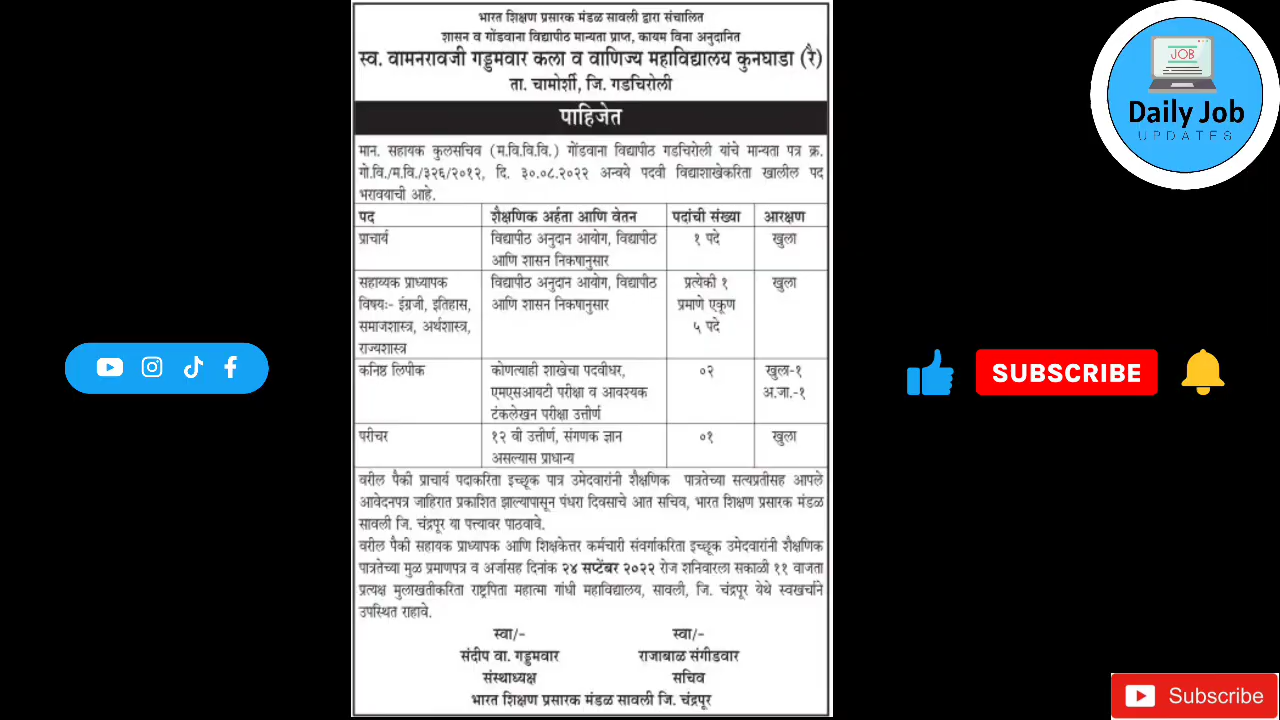 भारत शिक्षण प्रसारक मंडळ सावली द्वारा संचालित
शासन व गोंडवाना विद्यापीठ मान्यता प्राप्त, कायम विना अनुदानित
स्व. वामनरावजी गड्डमवार कला व वाणिज्य महाविद्यालय कुनघाडा (रै)
ता. चामोर्शी, जि. गडचिरोली
पाहिजेत
मान. सहायक कुलसचिव (म.वि.वि.वि.) गोंडवाना विद्यापीठ गडचिरोली यांचे मान्यता पत्र क्र.
गो.वि./म.वि./३२६/२०१२, दि. ३०.०८.२०२२ अन्वये पदवी विद्याशाखेकरिता खालील पद
भरावयाची आहे.
पद शैक्षणिक अर्हता आणि वेतन पदांची संख्या आरक्षण
प्राचार्य विद्यापीठ अनुदान आयोग, विद्यापीठ १ पदे खुला
आणि शासन निकषानुसार
सहाय्यक प्राध्यापक विद्यापीठ अनुदान आयोग, विद्यापीठ प्रत्येकी १ खुला
विषयः- इंग्रजी, इतिहास, आणि शासन निकषानुसार प्रमाणे एकूण
समाजशास्त्र, अर्थशास्त्र, ५ पदे
राज्यशास्त्र
कनिष्ठ लिपीक कोणत्याही शाखेचा पदवीधर, ०२ खुला-१
एमएसआयटी परीक्षा व आवश्यक अ.जा.-१
टंकलेखन परीक्षा उत्तीर्ण
परीचर १२ वी उत्तीर्ण, संगणक ज्ञान ०१ खुला
असल्यास प्राधान्य
वरील पैकी प्राचार्य पदाकरिता इच्छूक पात्र उमेदवारांनी शैक्षणिक पात्रतेच्या सत्यप्रतीसह आपले
आवेदनपत्र जाहिरात प्रकाशित झाल्यापासून पंधरा दिवसाचे आत सचिव, भारत शिक्षण प्रसारक मंडळ
सावली जि. चंद्रपूर या पत्त्यावर पाठवावे.
वरील पैकी सहायक प्राध्यापक आणि शिक्षकेत्तर कर्मचारी संवर्गाकरिता इच्छूक उमेदवारांनी शैक्षणिक
पात्रतेच्या मुळ प्रमाणपत्र व अर्जासह दिनांक २४ सप्टेंबर २०२२ रोज शनिवारला सकाळी ११ वाजता
प्रत्यक्ष मुलाखतीकरिता राष्ट्रपिता महात्मा गांधी महाविद्यालय, सावली, जि. चंद्रपूर येथे स्वखर्चाने
उपस्थित राहावे.
स्वा/- स्वा/-
संदीप वा. गड्डमवार राजाबाळ संगीडवार
संस्थाध्यक्ष सचिव
भारत शिक्षण प्रसारक मंडळ सावली जि. चंद्रपूर
JOB
Daily Job
UPDATES
SUBSCRIBE
Subscribe